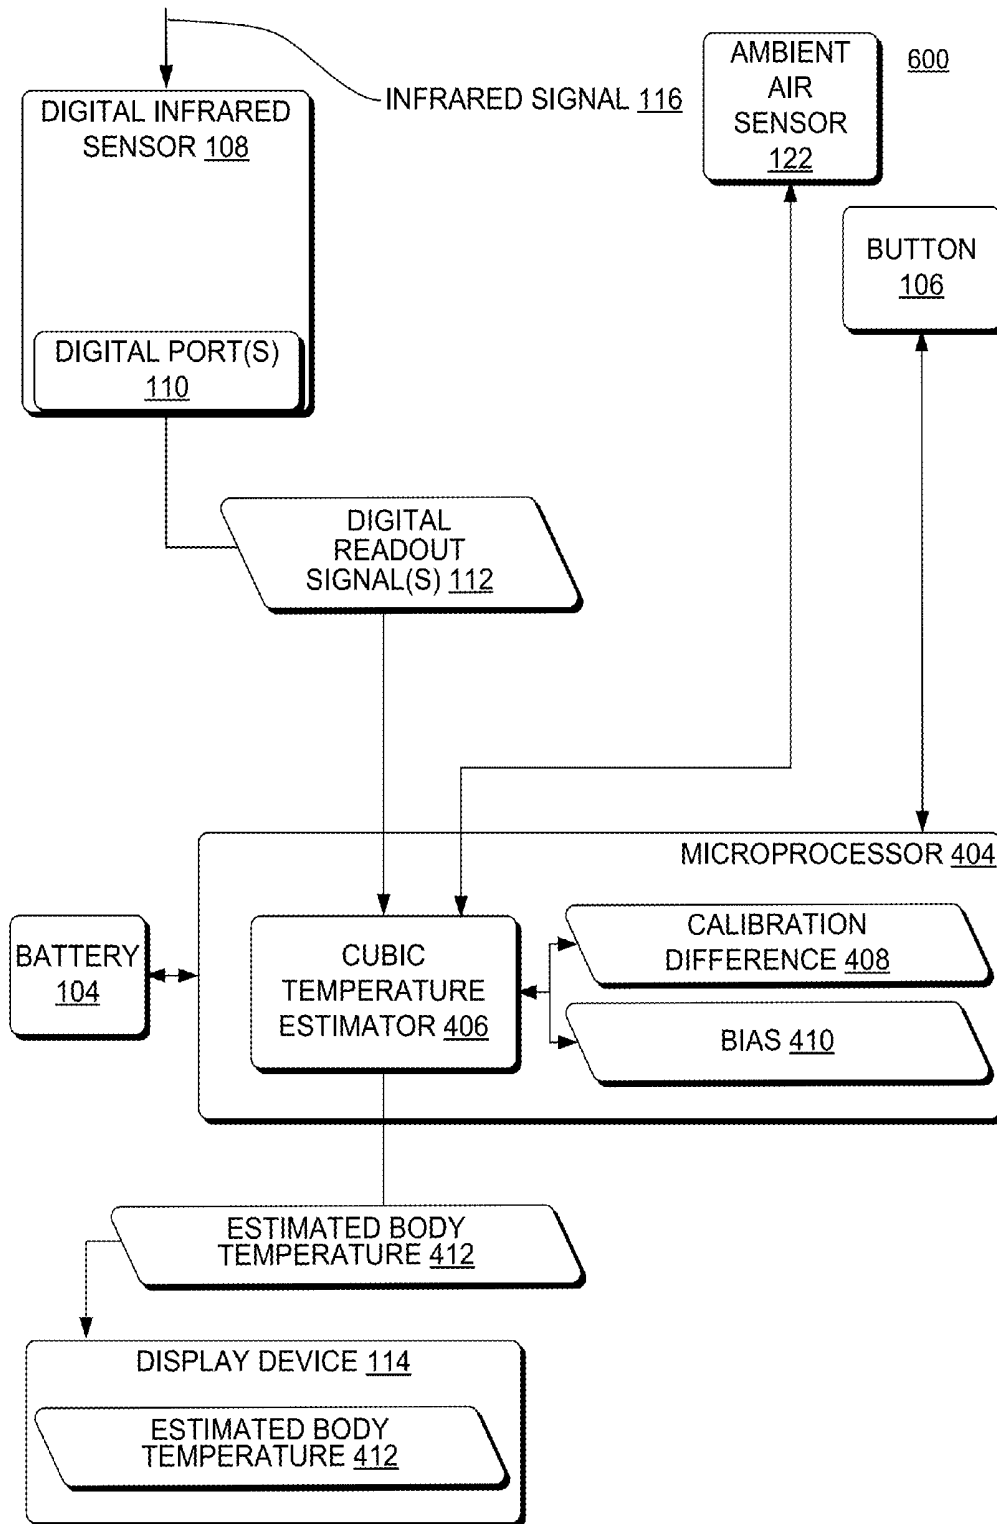 AMBIENT
AIR
SENSOR
122
600
INFRARED SIGNAL 116
DIGITAL INFRARED
SENSOR 108
BUTTON
106
DIGITAL PORT(S)
110
DIGITAL
READOUT
SIGNAL(S) 112
MICROPROCESSOR 404
BATTERY
104
CUBIC
TEMPERATURE
ESTIMATOR 406
CALIBRATION
DIFFERENCE 408
BIAS 410
ESTIMATED BODY
TEMPERATURE 412
DISPLAY DEVICE 114
ESTIMATED BODY
TEMPERATURE 412